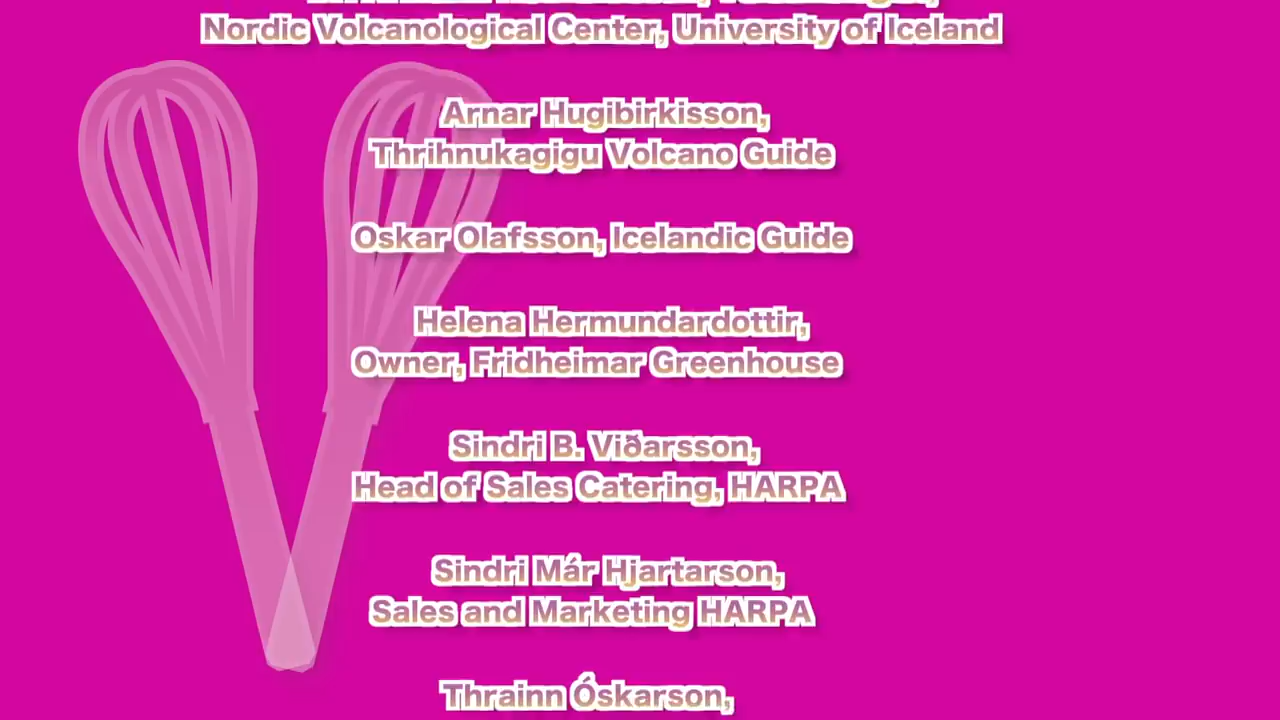 Nordic Volcanological Center, University of Iceland
Arnar Hugibirkisson,
Thrihnukagigu Volcano Guide
Oskar Olafsson, Icelandic Guide
Helena Hermundardottir,
Owner, Fridheimar Greenhouse
Sindri B. Viðarsson,
Head of Sales Catering, HARPA
Sindri Már Hjartarson,
Sales and Marketing HARPA
Thrainn Óskarson,